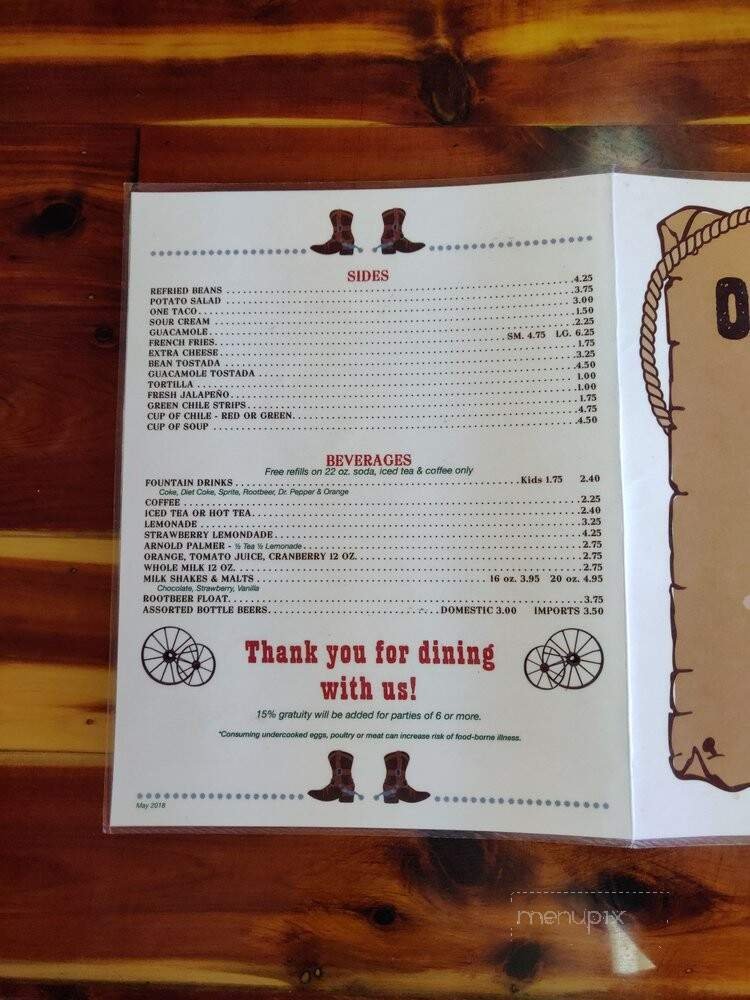 SIDES
REFRIED BEANS 4.25
POTATO SALAD 3.75
ONE TACO 3.00
SOUR CREAM 1.50
GUACAMOLE 2.25
FRENCH FRIES SM. 4.75 LG. 6.25
EXTRA CHEESE 1.75
BEAN TOSTADA 3.25
GUACAMOLE TOSTADA 4.50
TORTILLA 1.00
FRESH JALAPEÑO 1.00
GREEN CHILE STRIPS 1.75
CUP OF CHILE - RED OR GREEN 4.75
CUP OF SOUP 4.50
BEVERAGES
Free refills on 22 oz. soda, iced tea & coffee only
FOUNTAIN DRINKS Kids 1.75 2.40
Coke, Diet Coke, Sprite, Rootbeer, Dr. Pepper & Orange
COFFEE 2.25
ICED TEA OR HOT TEA 2.40
LEMONADE 3.25
STRAWBERRY LEMONDADE 4.25
ARNOLD PALMER - ½ Tea ½ Lemonade 2.75
ORANGE, TOMATO JUICE, CRANBERRY 12 OZ. 2.75
WHOLE MILK 12 OZ. 2.75
MILK SHAKES & MALTS 16 oz. 3.95 20 oz. 4.95
Chocolate, Strawberry, Vanilla
ROOTBEER FLOAT 3.75
ASSORTED BOTTLE BEERS DOMESTIC 3.00 IMPORTS 3.50
Thank you for dining
with us!
15% gratuity will be added for parties of 6 or more.
*Consuming undercooked eggs, poultry or meat can increase risk of food-borne illness.
May 2018
O
menupix